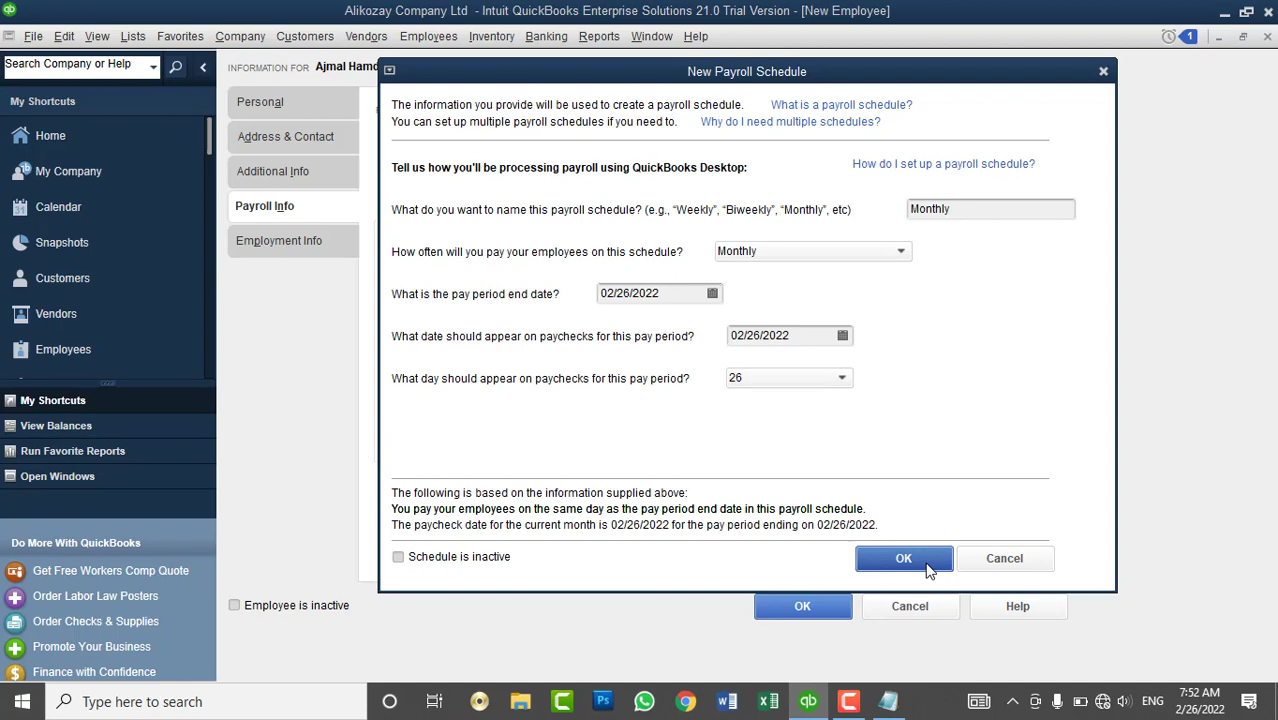 Alikozay Company Ltd - Intuit QuickBooks Enterprise Solutions 21.0 Trial Version - [New Employee]
File Edit View Lists Favorites Company Customers Vendors Employees Inventory Banking Reports Window Help 1
Search Company or Help
My Shortcuts
Home
My Company
Calendar
Snapshots
Customers
Vendors
Employees
My Shortcuts
View Balances
Run Favorite Reports
Open Windows
Do More With QuickBooks
Get Free Workers Comp Quote
Order Labor Law Posters
Order Checks & Supplies
Promote Your Business
Finance with Confidence
INFORMATION FOR Ajmal Hamd
Personal
Address & Contact
Additional Info
Payroll Info
Employment Info
Employee is inactive
OK Cancel Help
New Payroll Schedule
The information you provide will be used to create a payroll schedule. What is a payroll schedule?
You can set up multiple payroll schedules if you need to. Why do I need multiple schedules?
Tell us how you'll be processing payroll using QuickBooks Desktop: How do I set up a payroll schedule?
What do you want to name this payroll schedule? (e.g., “Weekly”, “Biweekly”, “Monthly”, etc) Monthly
How often will you pay your employees on this schedule? Monthly
What is the pay period end date? 02/26/2022
What date should appear on paychecks for this pay period? 02/26/2022
What day should appear on paychecks for this pay period? 26
The following is based on the information supplied above:
You pay your employees on the same day as the pay period end date in this payroll schedule.
The paycheck date for the current month is 02/26/2022 for the pay period ending on 02/26/2022.
Schedule is inactive OK Cancel
Type here to search
Ps
ENG
7:52 AM
2/26/2022